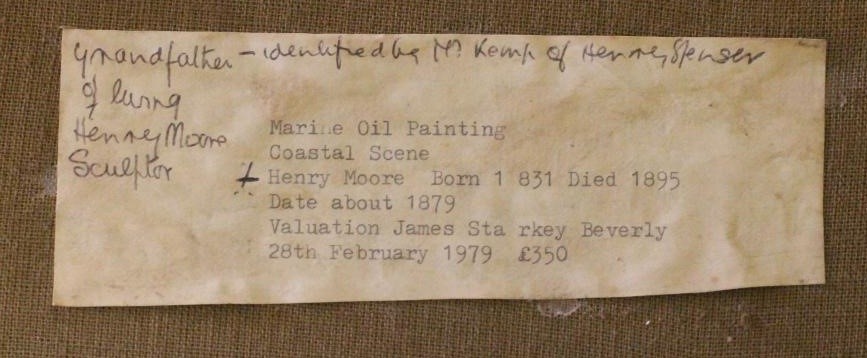 Grandfather - identified by Mr Kemp of Henry Spenser
of living
Henry Moore
Sculptor
Marine Oil Painting
Coastal Scene
+ Henry Moore Born 1 831 Died 1895
Date about 1879
Valuation James Sta rkey Beverly
28th February 1979 £350